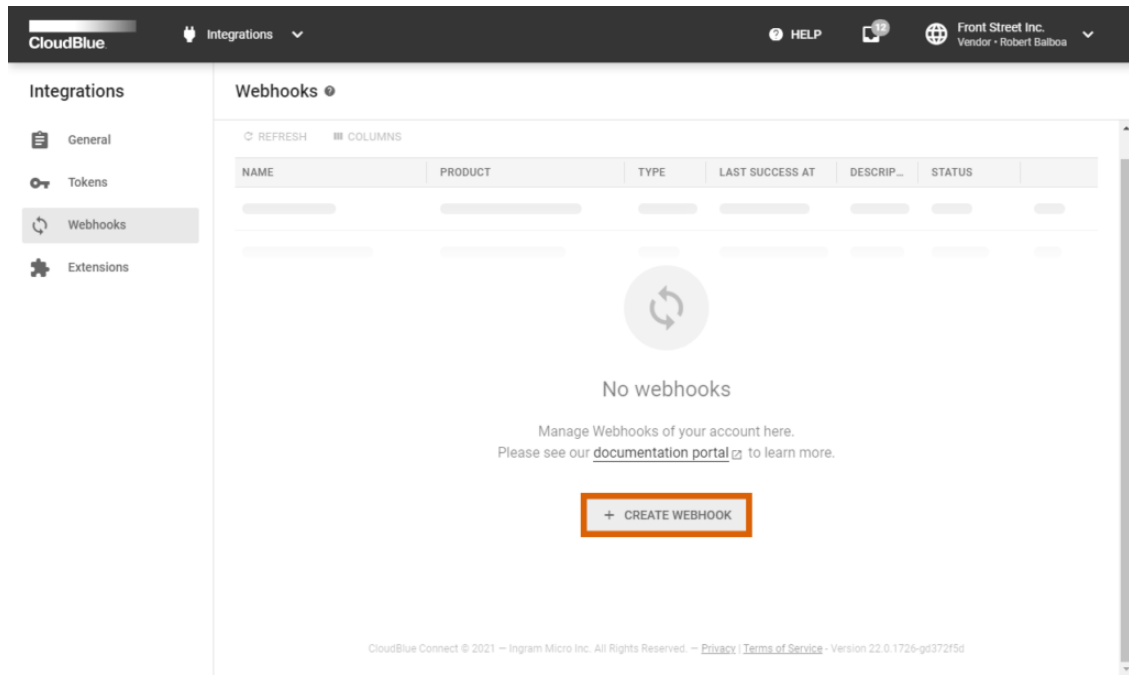 CloudBlue. Integrations HELP 12 Front Street Inc.
Vendor • Robert Balboa
Integrations
Webhooks
General
Tokens
Webhooks
Extensions
REFRESH COLUMNS
NAME PRODUCT TYPE LAST SUCCESS AT DESCRIP... STATUS
No webhooks
Manage Webhooks of your account here.
Please see our documentation portal to learn more.
+ CREATE WEBHOOK
CloudBlue Connect © 2021 — Ingram Micro Inc. All Rights Reserved. — Privacy | Terms of Service - Version 22.0.1726-gd372f5d